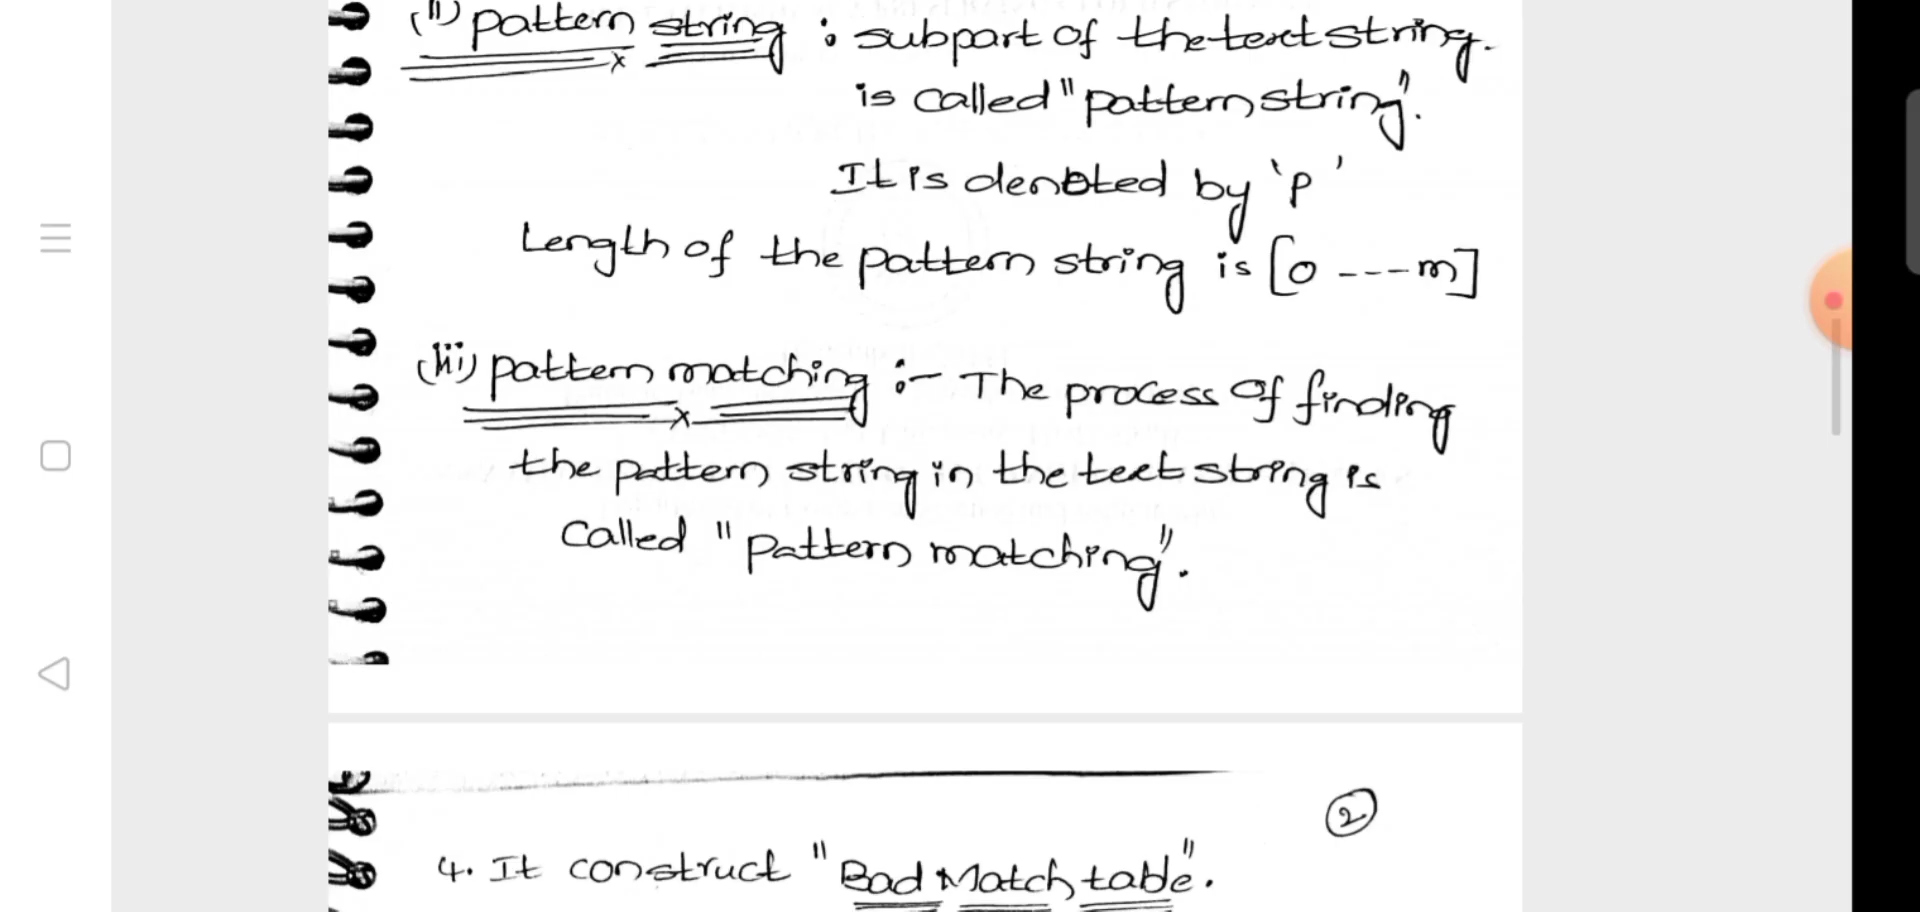 (ii) pattern string : subpart of the text string.
is called "pattern string".
It is denoted by 'p'
Length of the pattern string is [0 ---m]
(iii) pattern matching :- The process of finding
the pattern string in the text string is
called "pattern matching".
2
4. It construct "Bad Match table".